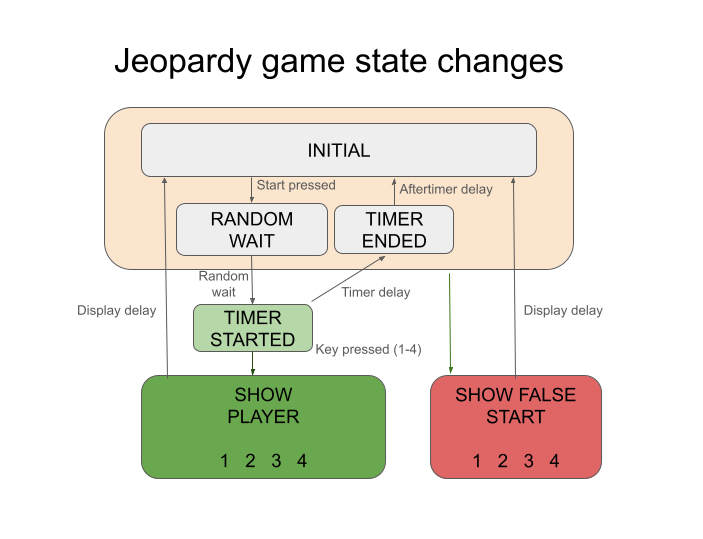 Jeopardy game state changes
INITIAL
Start pressed
Aftertimer delay
RANDOM
WAIT
TIMER
ENDED
Random
wait
Timer delay
Display delay
Display delay
TIMER
STARTED
Key pressed (1-4)
SHOW
PLAYER
1 2 3 4
SHOW FALSE
START
1 2 3 4